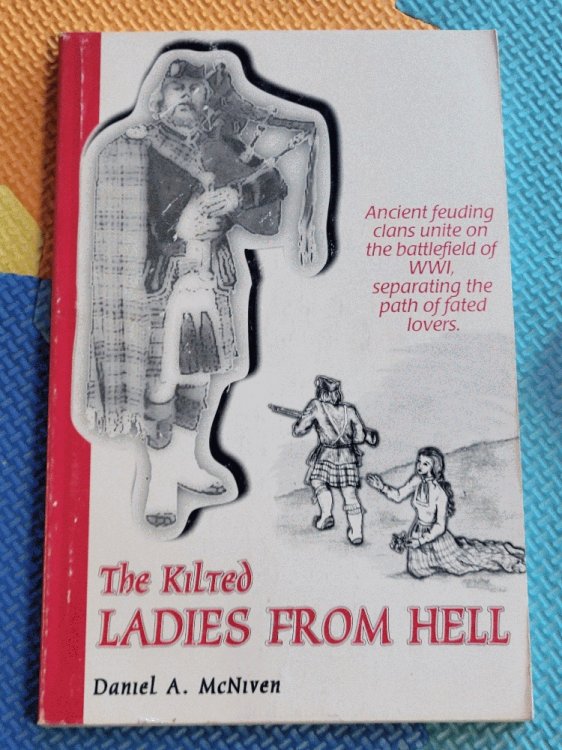 Ancient feuding
clans unite on
the battlefield of
WWI,
separating the
path of fated
lovers.
The Kilted
LADIES FROM HELL
Daniel A. McNiven